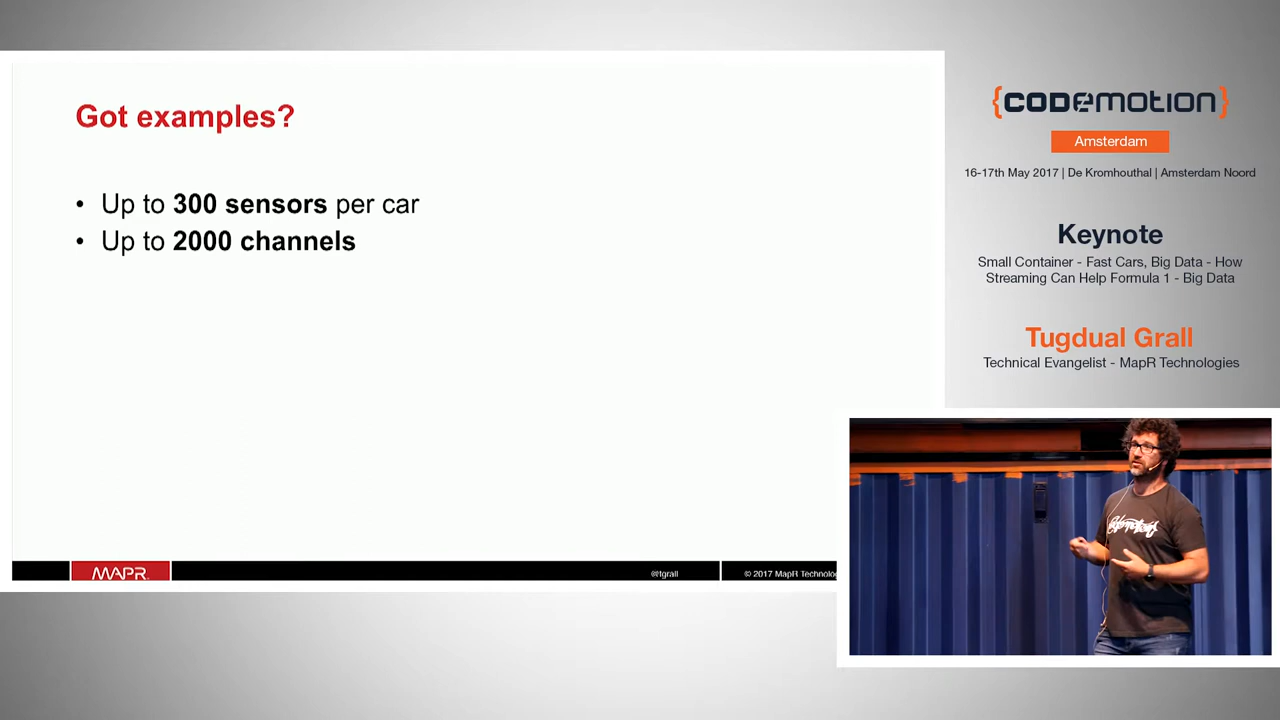 Got examples?
• Up to 300 sensors per car
• Up to 2000 channels
MAPR
@tgrall
© 2017 MapR Technolo
{CODEMOTION}
Amsterdam
16-17th May 2017 | De Kromhouthal | Amsterdam Noord
Keynote
Small Container - Fast Cars, Big Data - How
Streaming Can Help Formula 1 - Big Data
Tugdual Grall
Technical Evangelist - MapR Technologies
Codemotion